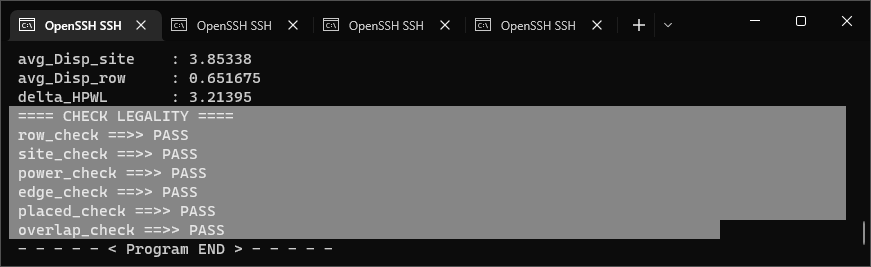 OpenSSH SSH OpenSSH SSH OpenSSH SSH OpenSSH SSH
avg_Disp_site : 3.85338
avg_Disp_row : 0.651675
delta_HPWL : 3.21395
==== CHECK LEGALITY ====
row_check ==>> PASS
site_check ==>> PASS
power_check ==>> PASS
edge_check ==>> PASS
placed_check ==>> PASS
overlap_check ==>> PASS
- - - - - < Program END > - - - - -